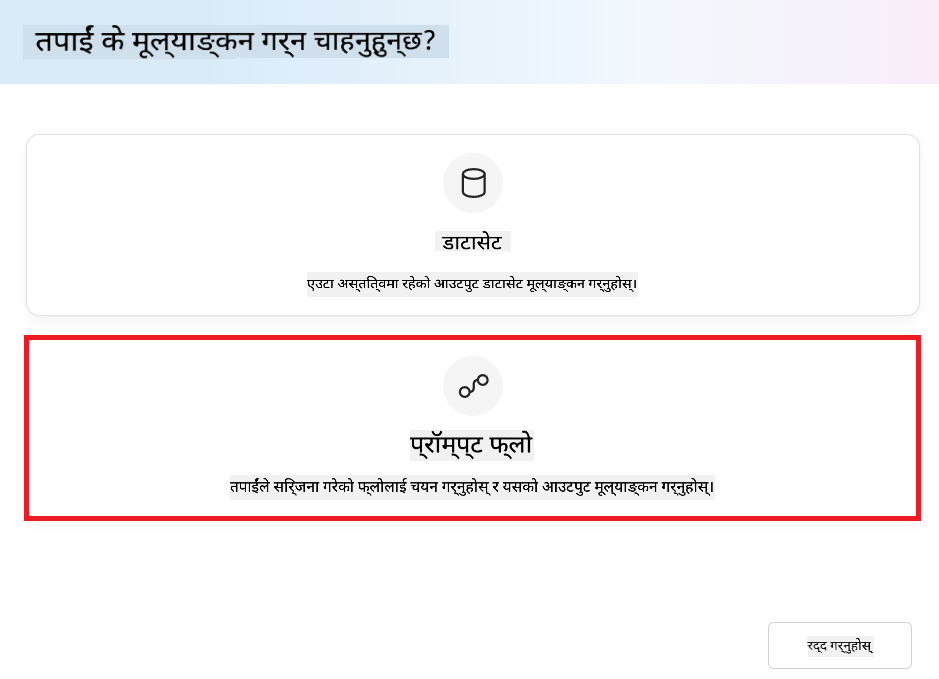 तपाईं के मूल्याङ्कन गर्न चाहनुहुन्छ?
डाटासेट
एउटा अस्तित्वमा रहेको आउटपुट डाटासेट मूल्याङ्कन गर्नुहोस्।
प्रॉम्प्ट फ्लो
तपाईंले सिर्जना गरेको फ्लोलाई चयन गर्नुहोस् र यसको आउटपुट मूल्याङ्कन गर्नुहोस्।
रद्द गर्नुहोस्